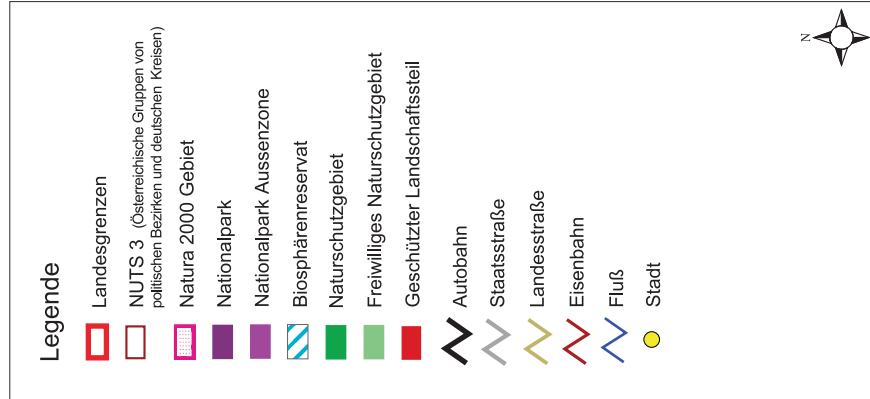 Legende
Landesgrenzen
NUTS 3 (Österreichische Gruppen von
politischen Bezirken und deutschen Kreisen)
Natura 2000 Gebiet
Nationalpark
Nationalpark Aussenzone
Biosphärenreservat
Naturschutzgebiet
Freiwilliges Naturschutzgebiet
Geschützter Landschaftssteil
Autobahn
Staatsstraße
Landesstraße
Eisenbahn
Fluß
Stadt
N